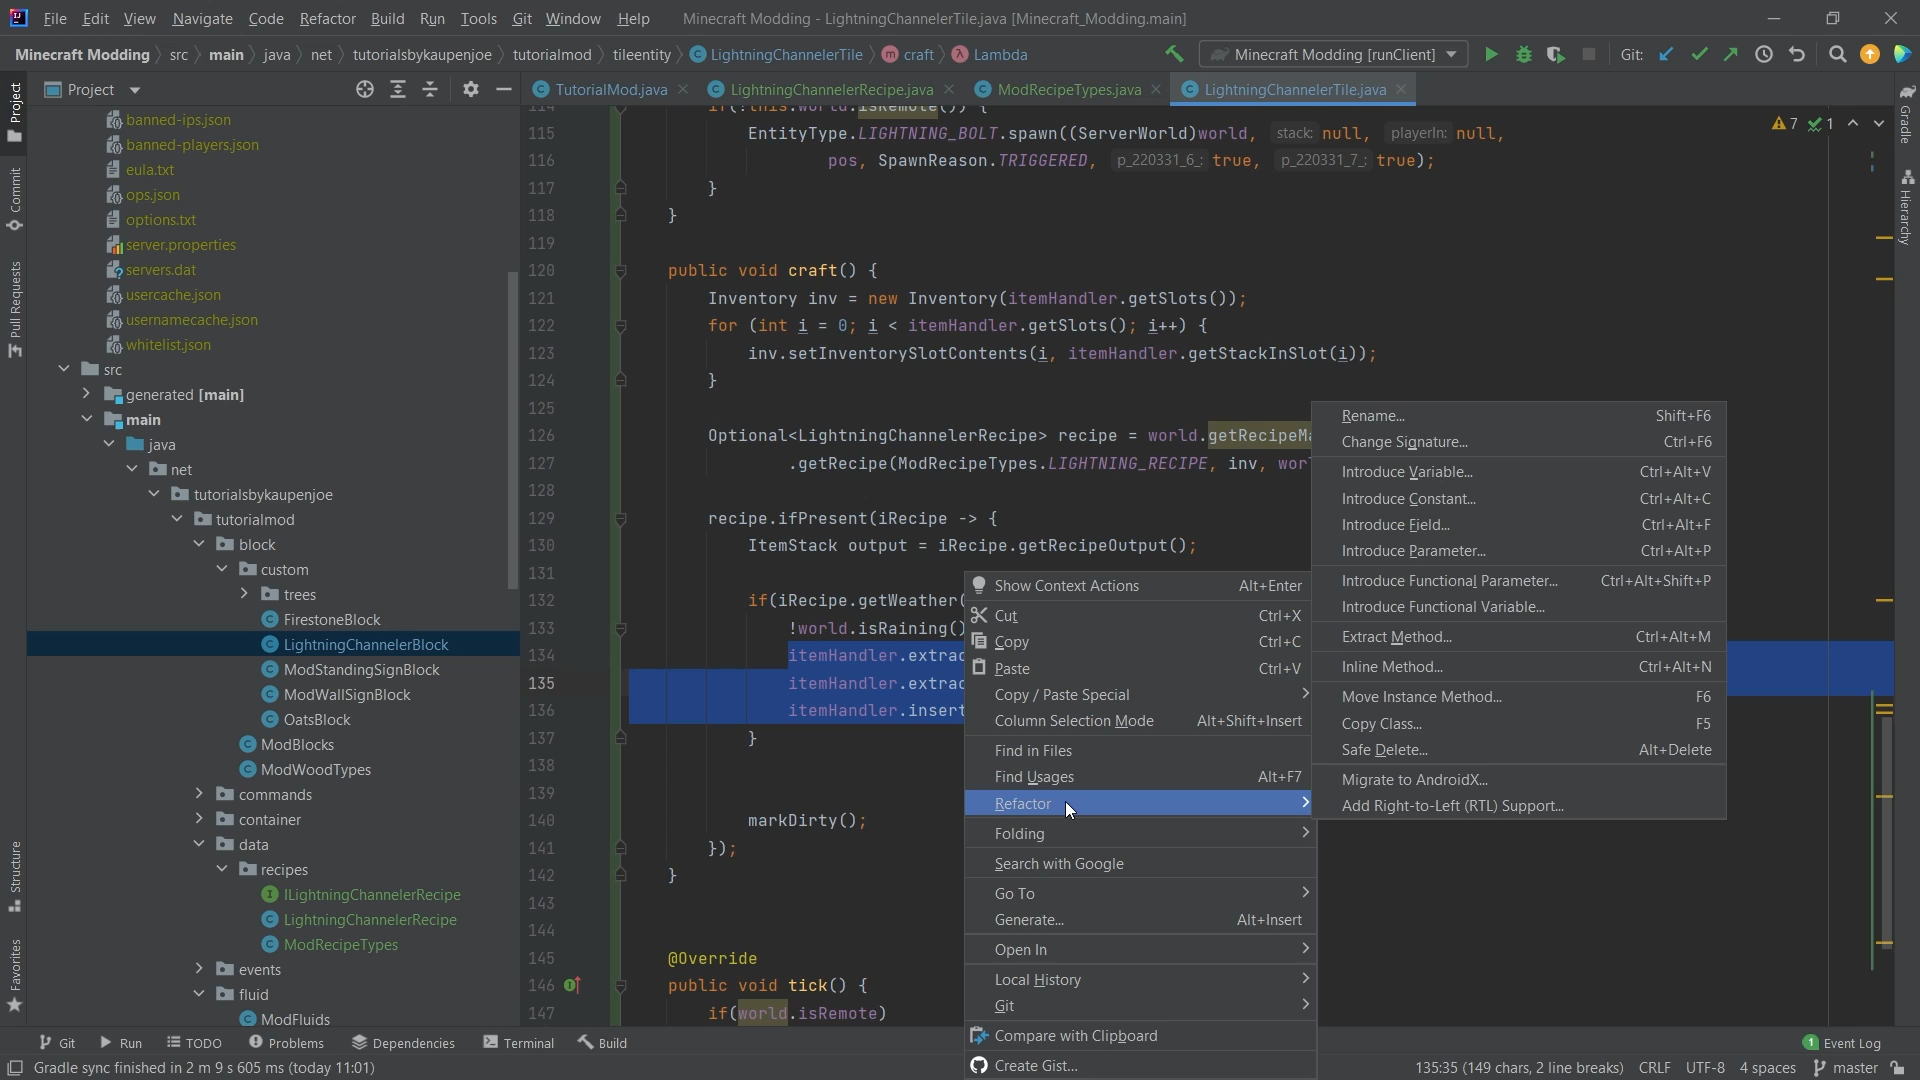 File Edit View Navigate Code Refactor Build Run Tools Git Window Help Minecraft Modding - LightningChannelerTile.java [Minecraft_Modding.main]
Minecraft Modding src main java net tutorialsbykaupenjoe tutorialmod tileentity LightningChannelerTile craft Lambda Minecraft Modding [runClient] Git:
Project TutorialMod.java LightningChannelerRecipe.java ModRecipeTypes.java LightningChannelerTile.java
Project
Commit
Pull Requests
Structure
Favorites
banned-ips.json
banned-players.json
eula.txt
ops.json
options.txt
server.properties
servers.dat
usercache.json
usernamecache.json
whitelist.json
src
generated [main]
main
java
net
tutorialsbykaupenjoe
tutorialmod
block
custom
trees
FirestoneBlock
LightningChannelerBlock
ModStandingSignBlock
ModWallSignBlock
OatsBlock
ModBlocks
ModWoodTypes
commands
container
data
recipes
ILightningChannelerRecipe
LightningChannelerRecipe
ModRecipeTypes
events
fluid
ModFluids
7 1
114 if(!this.world.isRemote()) {
115 EntityType.LIGHTNING_BOLT.spawn((ServerWorld)world, stack: null, playerIn: null,
116 pos, SpawnReason.TRIGGERED, p_220331_6_: true, p_220331_7_: true);
117 }
118 }
119
120 public void craft() {
121 Inventory inv = new Inventory(itemHandler.getSlots());
122 for (int i = 0; i < itemHandler.getSlots(); i++) {
123 inv.setInventorySlotContents(i, itemHandler.getStackInSlot(i));
124 }
125
126 Optional<LightningChannelerRecipe> recipe = world.getRecipeMa
127 .getRecipe(ModRecipeTypes.LIGHTNING_RECIPE, inv, wor
128
129 recipe.ifPresent(iRecipe -> {
130 ItemStack output = iRecipe.getRecipeOutput();
131
132 if(iRecipe.getWeather(
133 !world.isRaining()
134 itemHandler.extrac
135 itemHandler.extrac
136 itemHandler.insert
137 }
138
139
140 markDirty();
141 });
142 }
143
144
145 @Override
146 public void tick() {
147 if(world.isRemote)
Show Context Actions Alt+Enter
Cut Ctrl+X
Copy Ctrl+C
Paste Ctrl+V
Copy / Paste Special
Column Selection Mode Alt+Shift+Insert
Find in Files
Find Usages Alt+F7
Refactor
Folding
Search with Google
Go To
Generate... Alt+Insert
Open In
Local History
Git
Compare with Clipboard
Create Gist...
Rename... Shift+F6
Change Signature... Ctrl+F6
Introduce Variable... Ctrl+Alt+V
Introduce Constant... Ctrl+Alt+C
Introduce Field... Ctrl+Alt+F
Introduce Parameter... Ctrl+Alt+P
Introduce Functional Parameter... Ctrl+Alt+Shift+P
Introduce Functional Variable...
Extract Method... Ctrl+Alt+M
Inline Method... Ctrl+Alt+N
Move Instance Method... F6
Copy Class... F5
Safe Delete... Alt+Delete
Migrate to AndroidX...
Add Right-to-Left (RTL) Support...
Gradle
Hierarchy
Git Run TODO Problems Dependencies Terminal Build 1 Event Log
Gradle sync finished in 2 m 9 s 605 ms (today 11:01) 135:35 (149 chars, 2 line breaks) CRLF UTF-8 4 spaces master